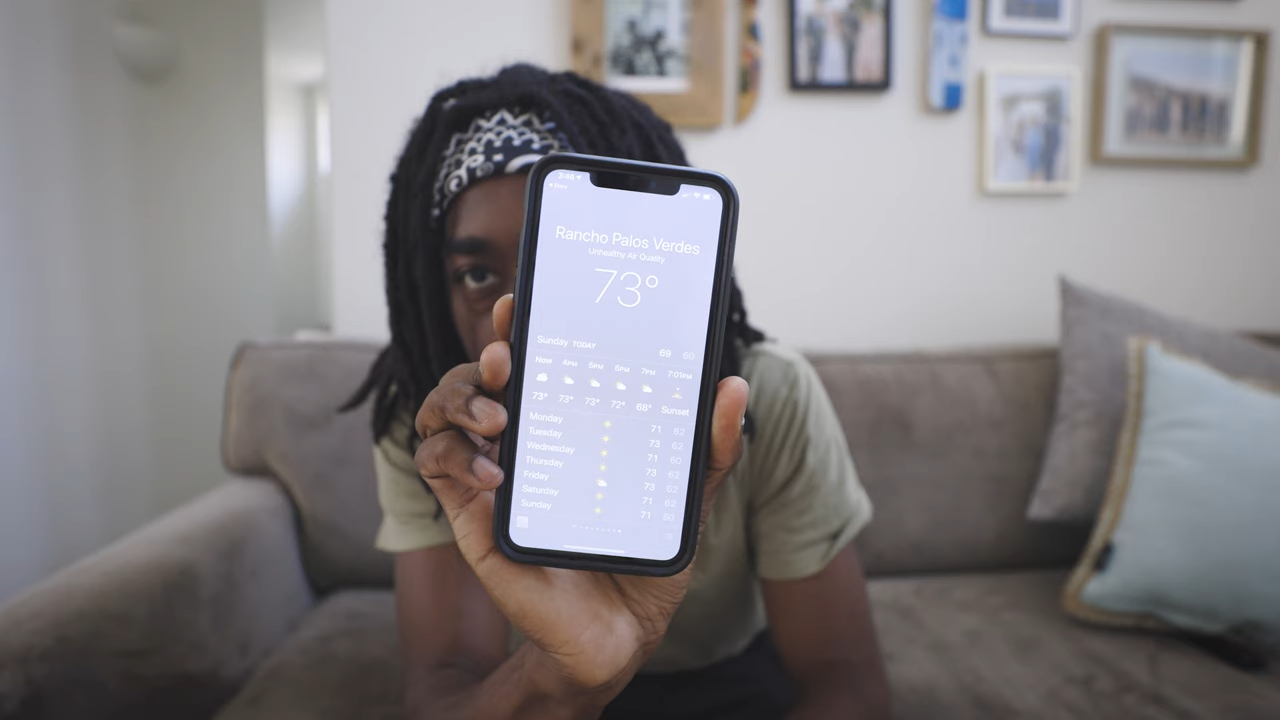 Rancho Palos Verdes
Unhealthy Air Quality
73°
Sunday TODAY 69 60
Now 4PM 5PM 6PM 7PM 7:01PM
73° 73° 73° 72° 68° Sunset
Monday 71 62
Tuesday 73 62
Wednesday 71 60
Thursday 73 62
Friday 73 62
Saturday 71 62
Sunday 71 60